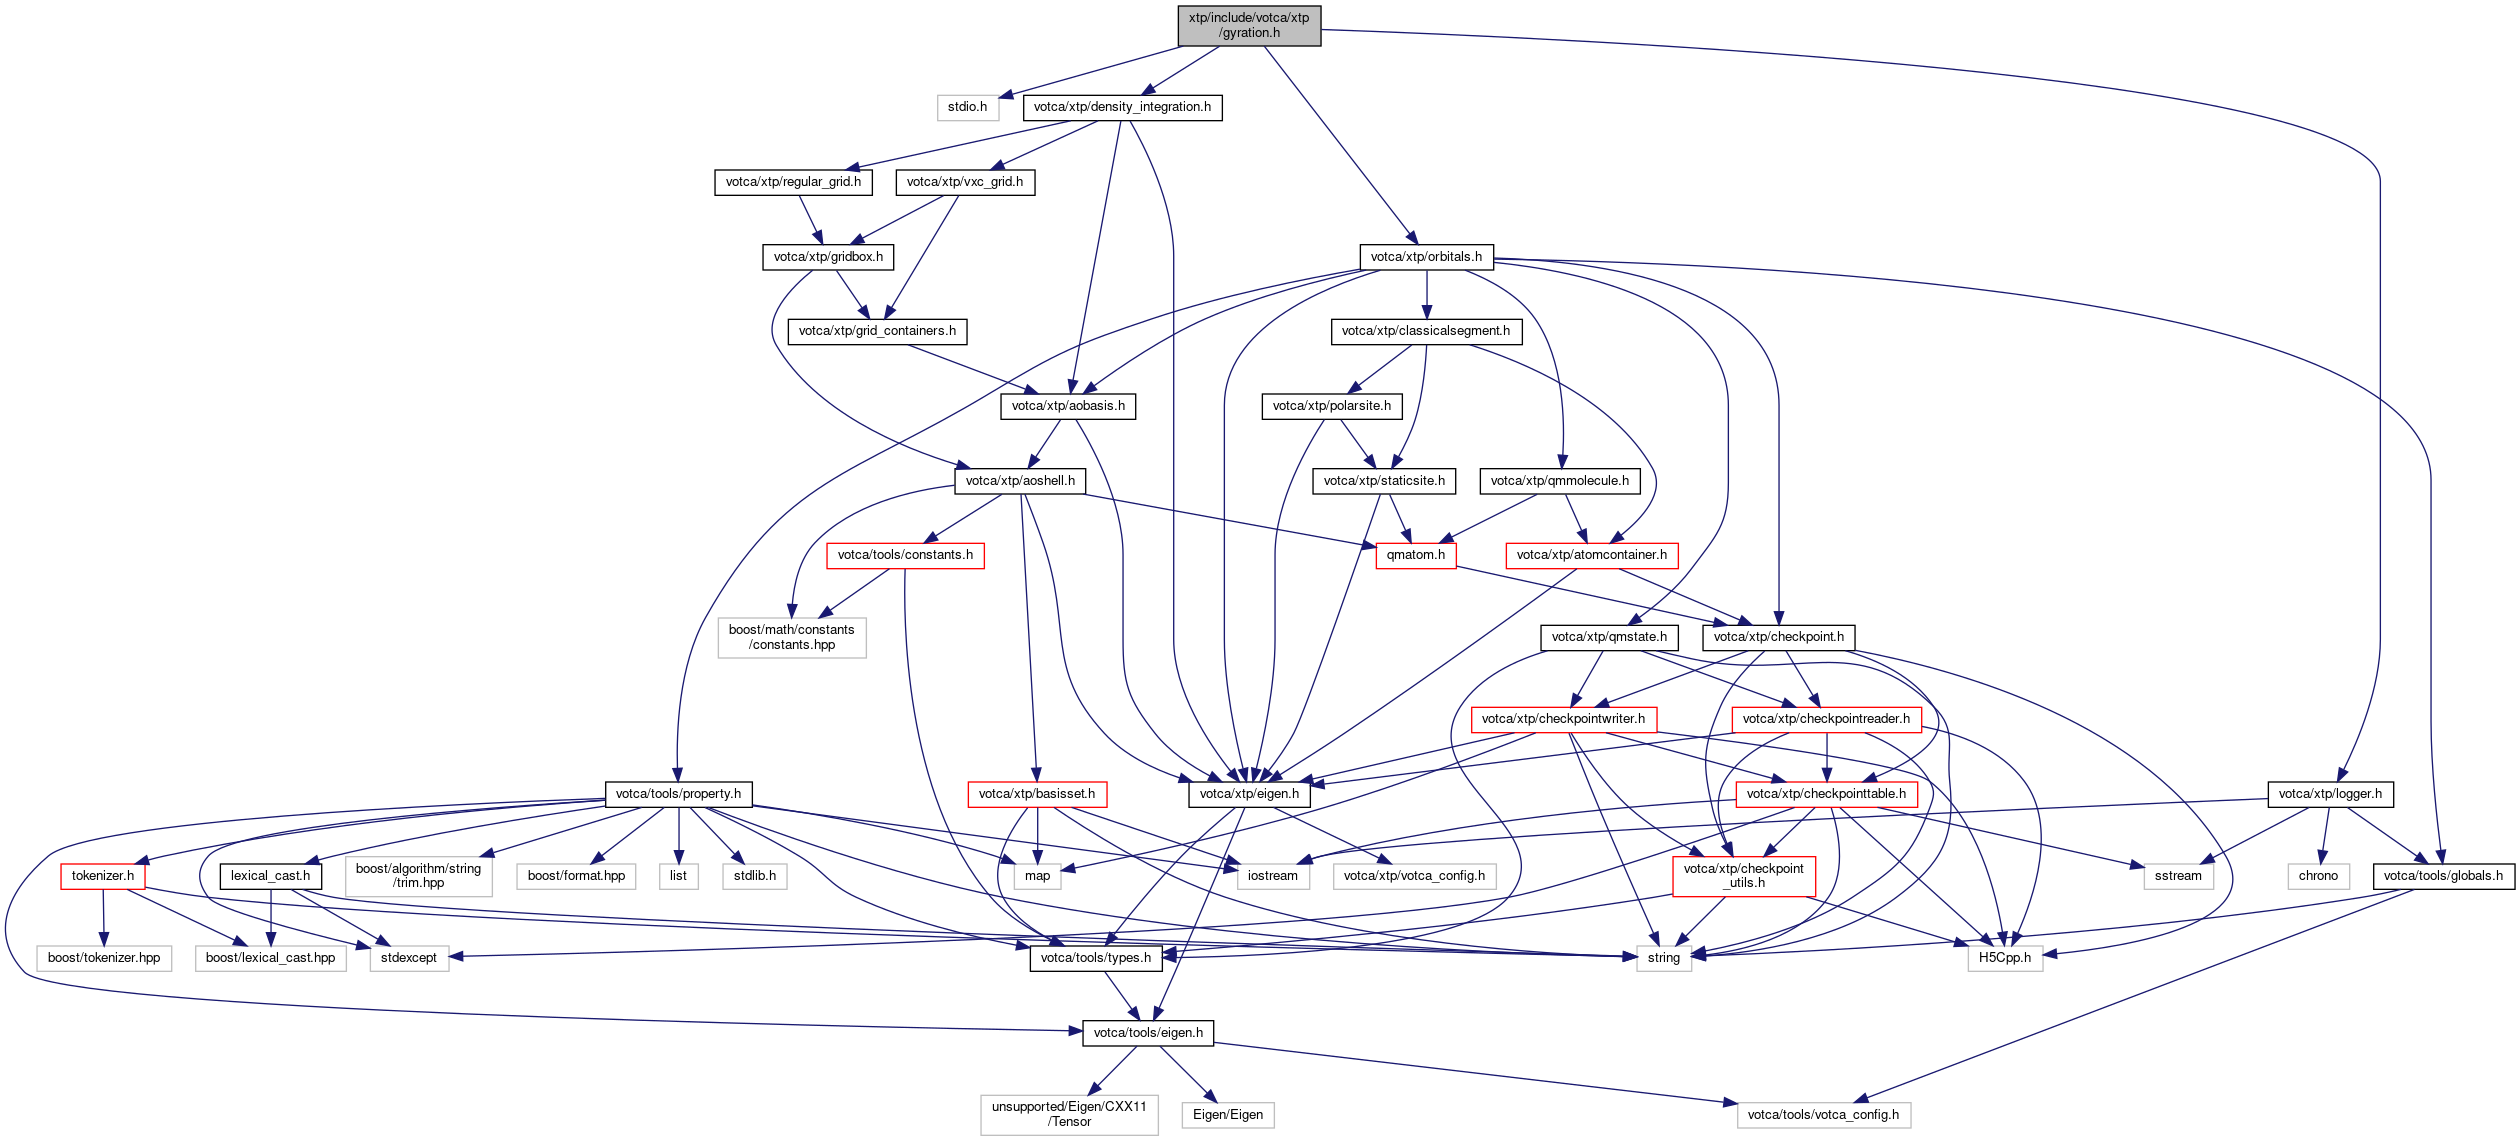 xtp/include/votca/xtp
/gyration.h
stdio.h
votca/xtp/density_integration.h
votca/xtp/regular_grid.h
votca/xtp/vxc_grid.h
votca/xtp/gridbox.h
votca/xtp/orbitals.h
votca/xtp/grid_containers.h
votca/xtp/classicalsegment.h
votca/xtp/aobasis.h
votca/xtp/polarsite.h
votca/xtp/aoshell.h
votca/xtp/staticsite.h
votca/xtp/qmmolecule.h
votca/tools/constants.h
qmatom.h
votca/xtp/atomcontainer.h
boost/math/constants
/constants.hpp
votca/xtp/qmstate.h
votca/xtp/checkpoint.h
votca/xtp/checkpointwriter.h
votca/xtp/checkpointreader.h
votca/tools/property.h
votca/xtp/basisset.h
votca/xtp/eigen.h
votca/xtp/checkpointtable.h
votca/xtp/logger.h
tokenizer.h
lexical_cast.h
boost/algorithm/string
/trim.hpp
boost/format.hpp
list
stdlib.h
map
iostream
votca/xtp/votca_config.h
votca/xtp/checkpoint
_utils.h
sstream
chrono
votca/tools/globals.h
boost/tokenizer.hpp
boost/lexical_cast.hpp
stdexcept
votca/tools/types.h
string
H5Cpp.h
votca/tools/eigen.h
unsupported/Eigen/CXX11
/Tensor
Eigen/Eigen
votca/tools/votca_config.h